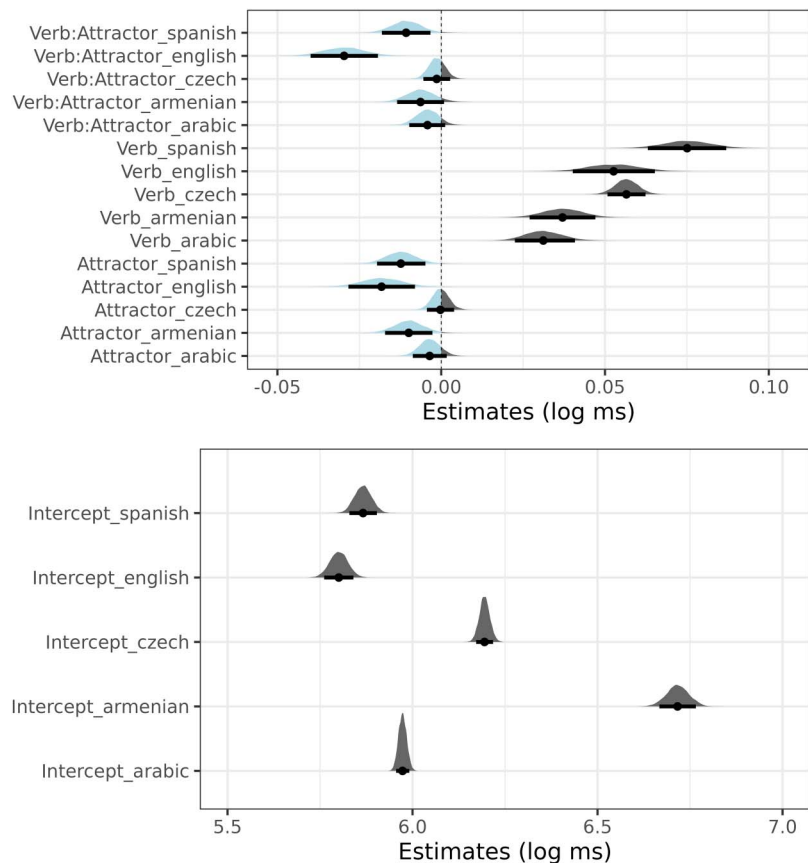 Verb:Attractor_spanish
Verb:Attractor_english
Verb:Attractor_czech
Verb:Attractor_armenian
Verb:Attractor_arabic
Verb_spanish
Verb_english
Verb_czech
Verb_armenian
Verb_arabic
Attractor_spanish
Attractor_english
Attractor_czech
Attractor_armenian
Attractor_arabic
-0.05 0.00 0.05 0.10
Estimates (log ms)
Intercept_spanish
Intercept_english
Intercept_czech
Intercept_armenian
Intercept_arabic
5.5 6.0 6.5 7.0
Estimates (log ms)